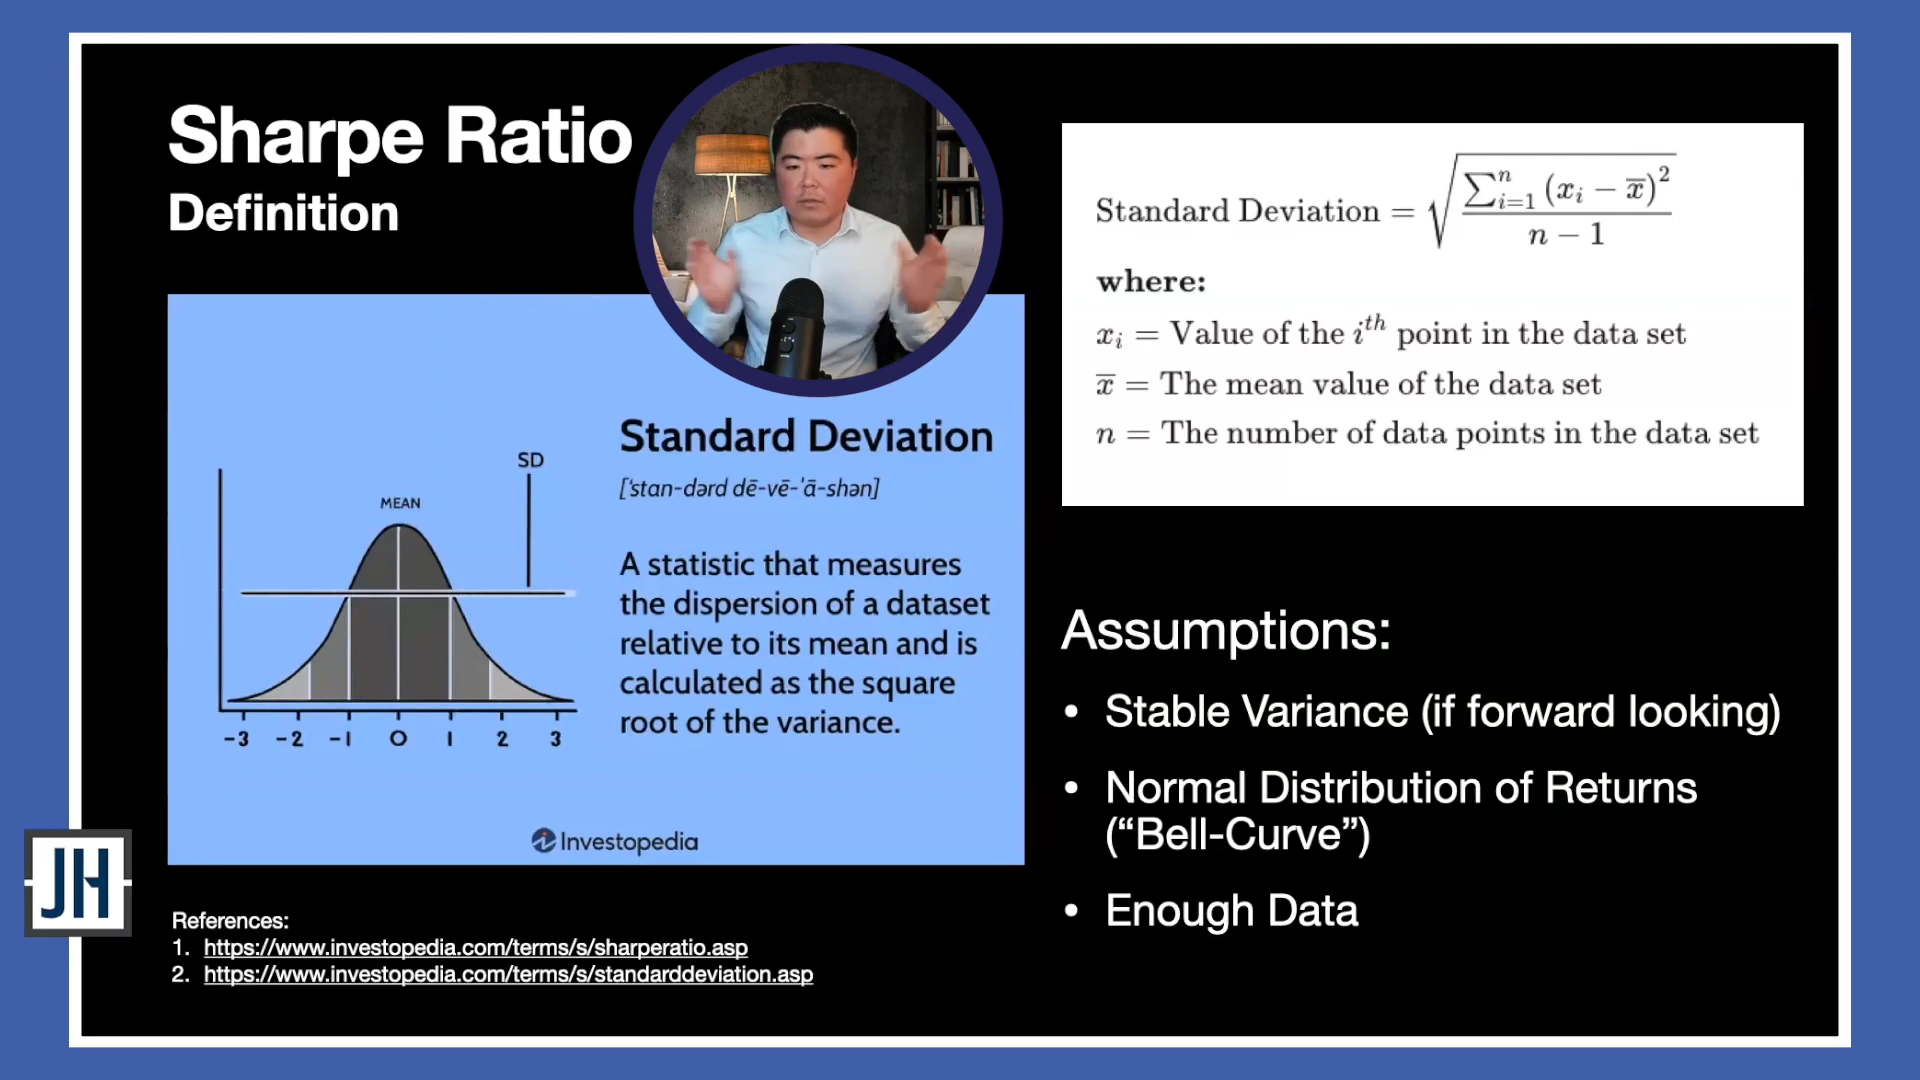 Sharpe Ratio
Definition
Standard Deviation
['stan-dərd dē-vē-'ā-shən]
A statistic that measures
the dispersion of a dataset
relative to its mean and is
calculated as the square
root of the variance.
SD
MEAN
-3 -2 -1 0 1 2 3
Investopedia
References:
1. https://www.investopedia.com/terms/s/sharperatio.asp
2. https://www.investopedia.com/terms/s/standarddeviation.asp
JH
Standard Deviation = √(∑ⁿᵢ₌₁ (xᵢ − x̅)² / n − 1)
where:
xᵢ = Value of the iᵗʰ point in the data set
x̅ = The mean value of the data set
n = The number of data points in the data set
Assumptions:
• Stable Variance (if forward looking)
• Normal Distribution of Returns
(“Bell-Curve”)
• Enough Data